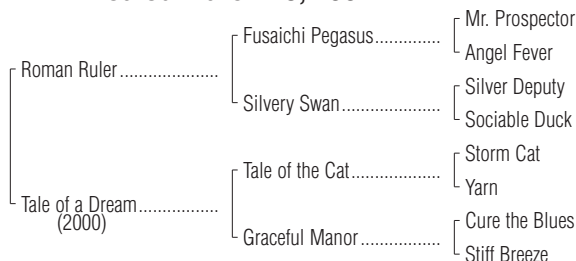 Mr. Prospector
Fusaichi Pegasus
Angel Fever
Roman Ruler
Silver Deputy
Silvery Swan
Sociable Duck
Storm Cat
Tale of the Cat
Yarn
Tale of a Dream
(2000)
Cure the Blues
Graceful Manor
Stiff Breeze